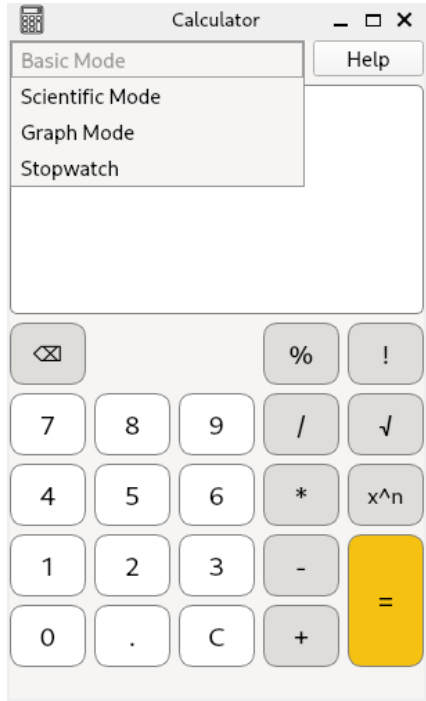 Calculator
Basic Mode
Help
Scientific Mode
Graph Mode
Stopwatch
% !
7 8 9 / √
4 5 6 * x^n
1 2 3 -
=
0 . C +